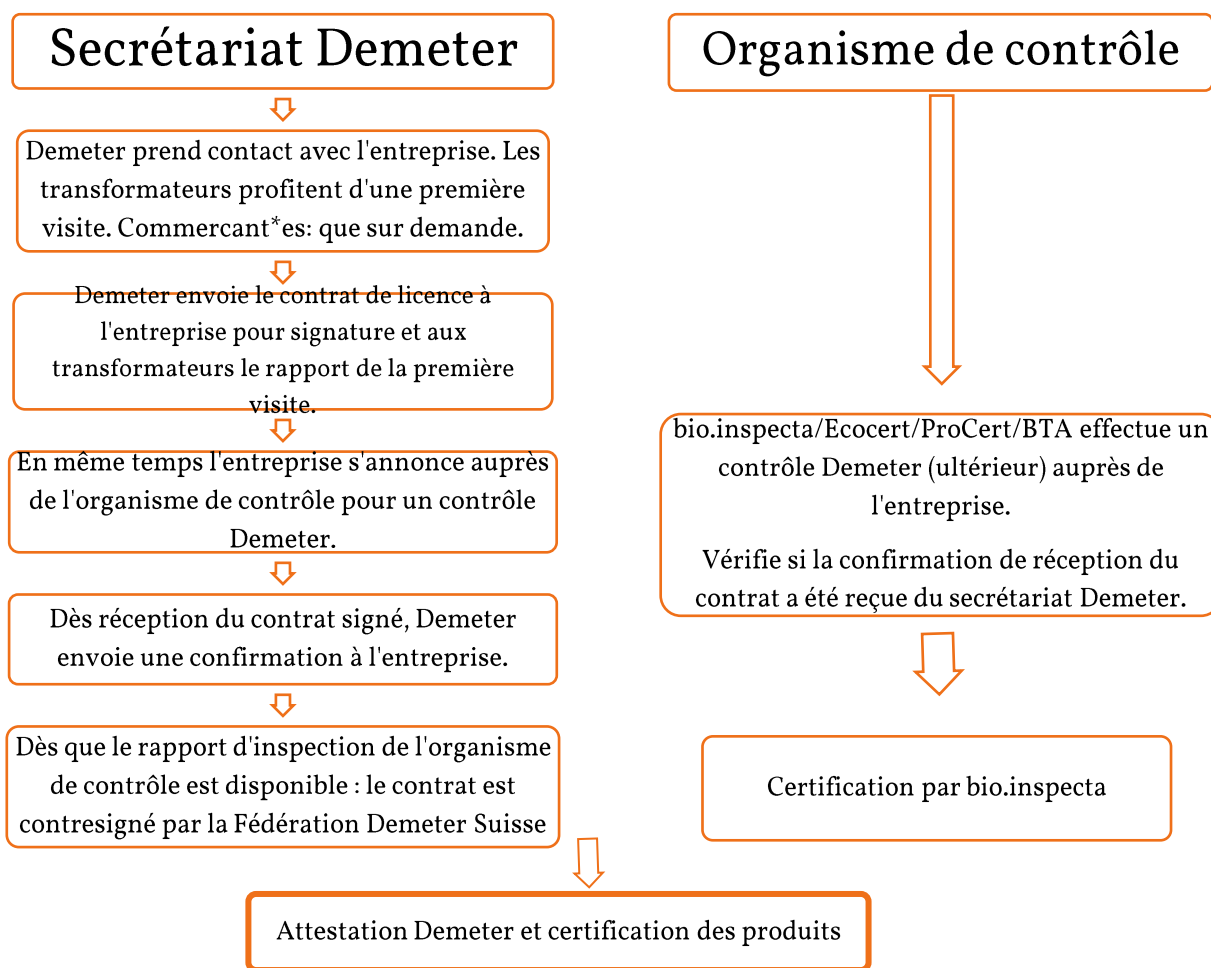 Secrétariat Demeter
Demeter prend contact avec l'entreprise. Les
transformateurs profitent d'une première
visite. Commercant*es: que sur demande.
Demeter envoie le contrat de licence à
l'entreprise pour signature et aux
transformateurs le rapport de la première
visite.
En même temps l'entreprise s'annonce auprès
de l'organisme de contrôle pour un contrôle
Demeter.
Dès réception du contrat signé, Demeter
envoie une confirmation à l'entreprise.
Dès que le rapport d'inspection de l'organisme
de contrôle est disponible : le contrat est
contresigné par la Fédération Demeter Suisse
Organisme de contrôle
bio.inspecta/Ecocert/ProCert/BTA effectue un
contrôle Demeter (ultérieur) auprès de
l'entreprise.
Vérifie si la confirmation de réception du
contrat a été reçue du secrétariat Demeter.
Certification par bio.inspecta
Attestation Demeter et certification des produits